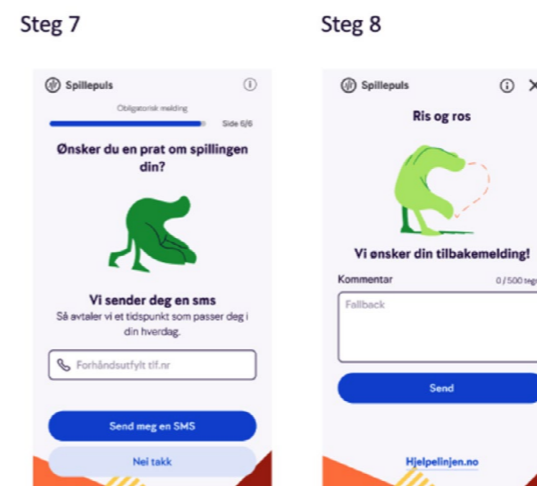 Steg 7
Spillepuls
Obligatorisk melding
Side 6/6
Ønsker du en prat om spillingen
din?
Vi sender deg en sms
Så avtaler vi et tidspunkt som passer deg i
din hverdag.
Forhåndsutfylt tlf.nr
Send meg en SMS
Nei takk
Steg 8
Spillepuls
Ris og ros
Vi ønsker din tilbakemelding!
Kommentar
0/500 tegn
Fallback
Send
Hjelpelinjen.no